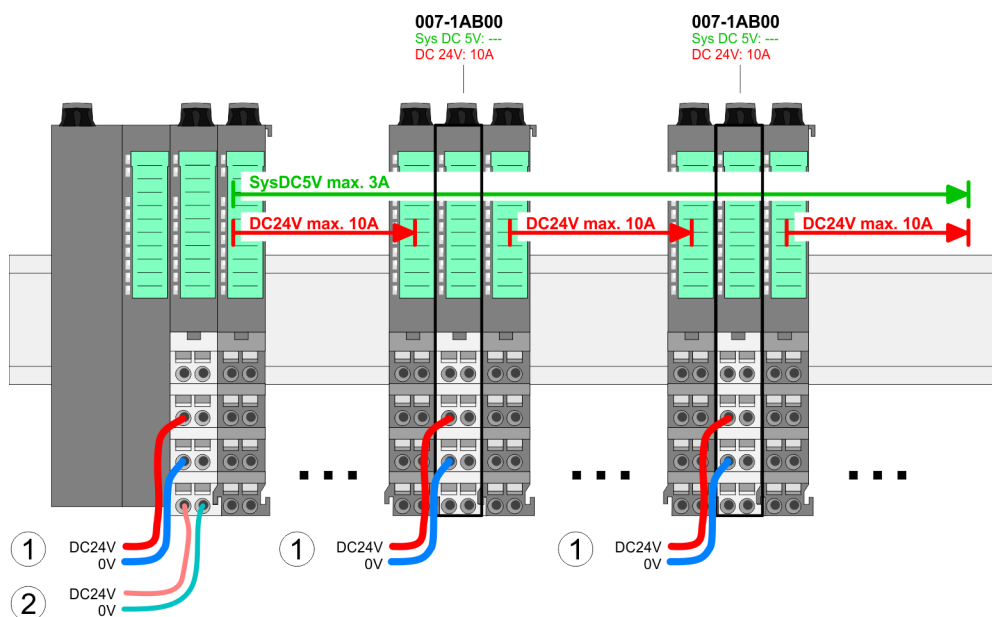 007-1AB00
Sys DC 5V: ---
DC 24V: 10A
007-1AB00
Sys DC 5V: ---
DC 24V: 10A
SysDC5V max. 3A
DC24V max. 10A
DC24V max. 10A
DC24V max. 10A
1
DC24V
0V
1
DC24V
0V
1
DC24V
0V
2
DC24V
0V